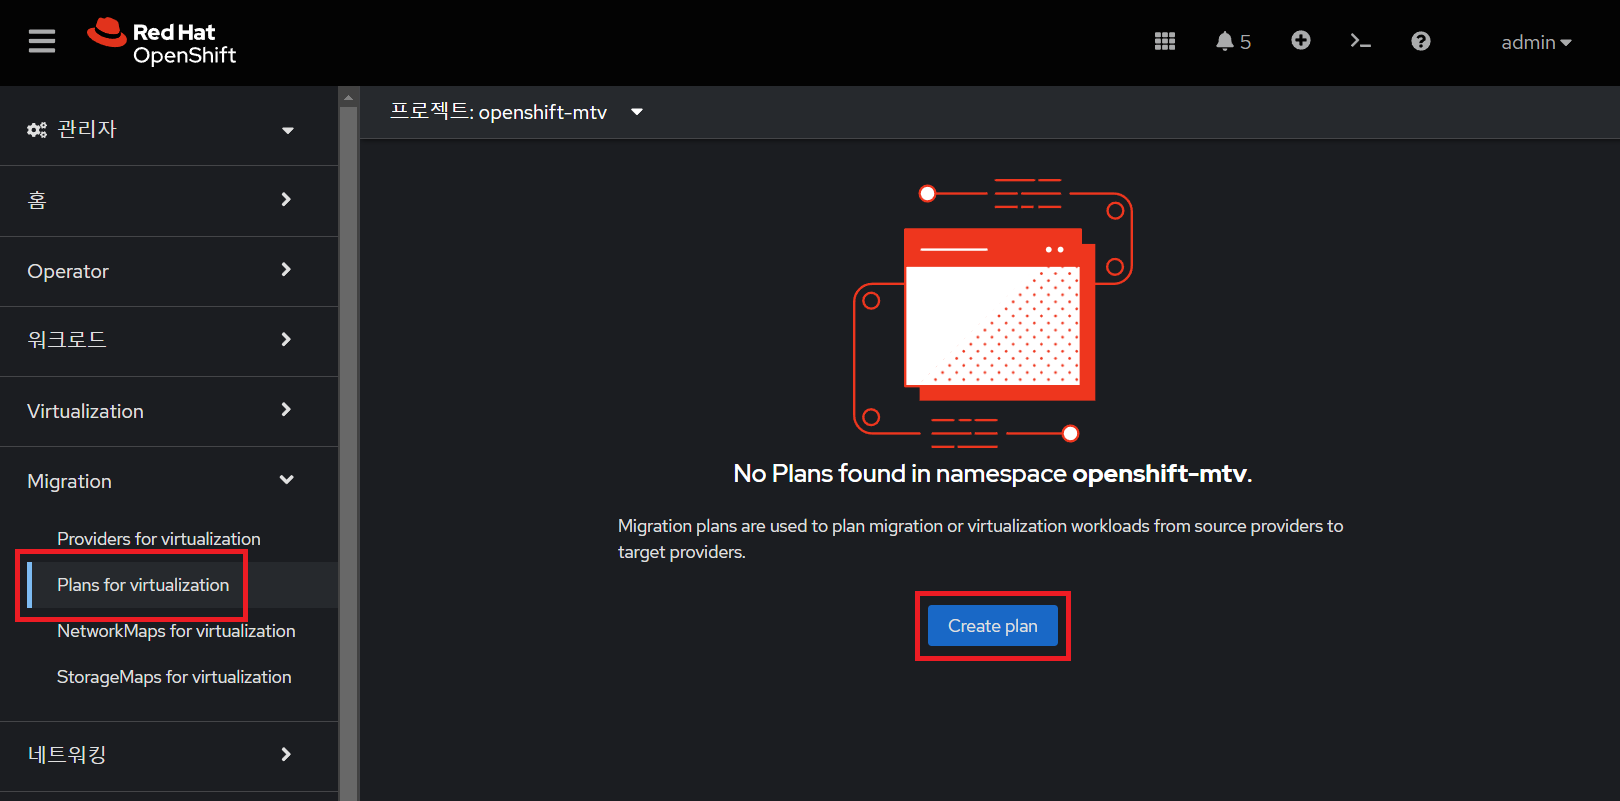 Red Hat
OpenShift
5
admin
관리자
홈
Operator
워크로드
Virtualization
Migration
Providers for virtualization
Plans for virtualization
NetworkMaps for virtualization
StorageMaps for virtualization
네트워킹
프로젝트: openshift-mtv
No Plans found in namespace openshift-mtv.
Migration plans are used to plan migration or virtualization workloads from source providers to
target providers.
Create plan